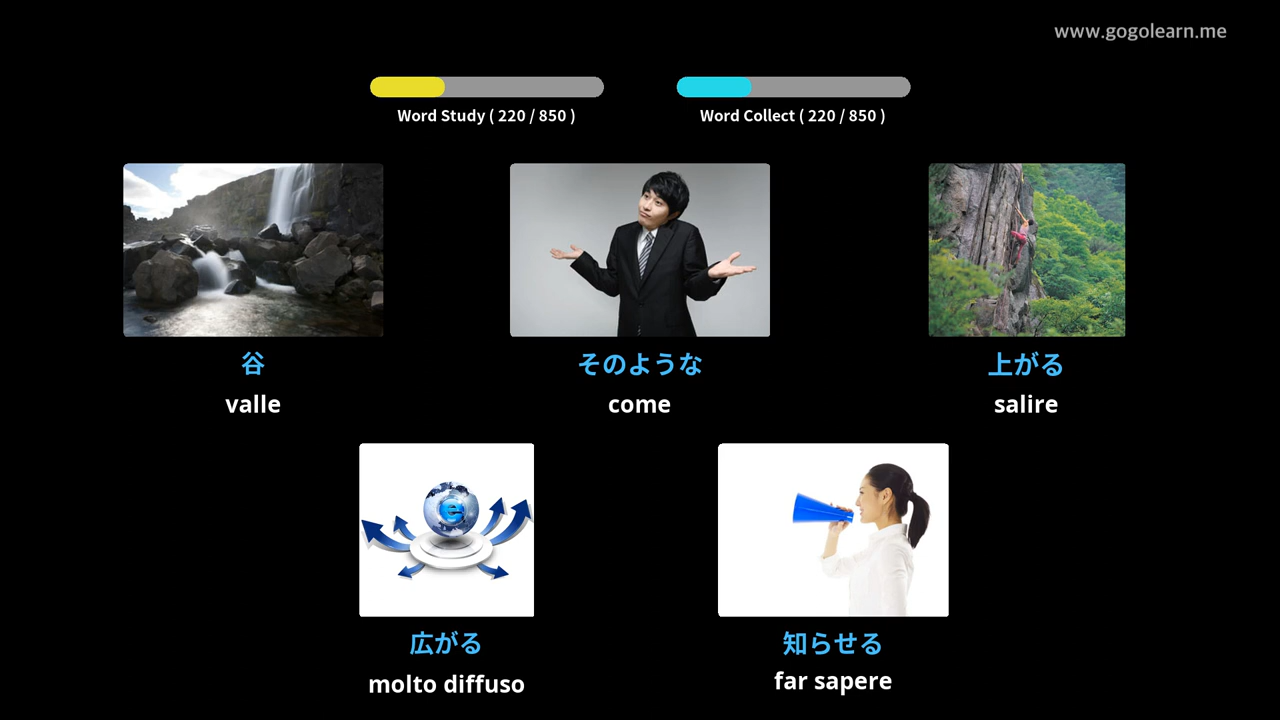 www.gogolearn.me
Word Study ( 220 / 850 )
Word Collect ( 220 / 850 )
谷
そのような
上がる
valle
come
salire
e
広がる
知らせる
molto diffuso
far sapere